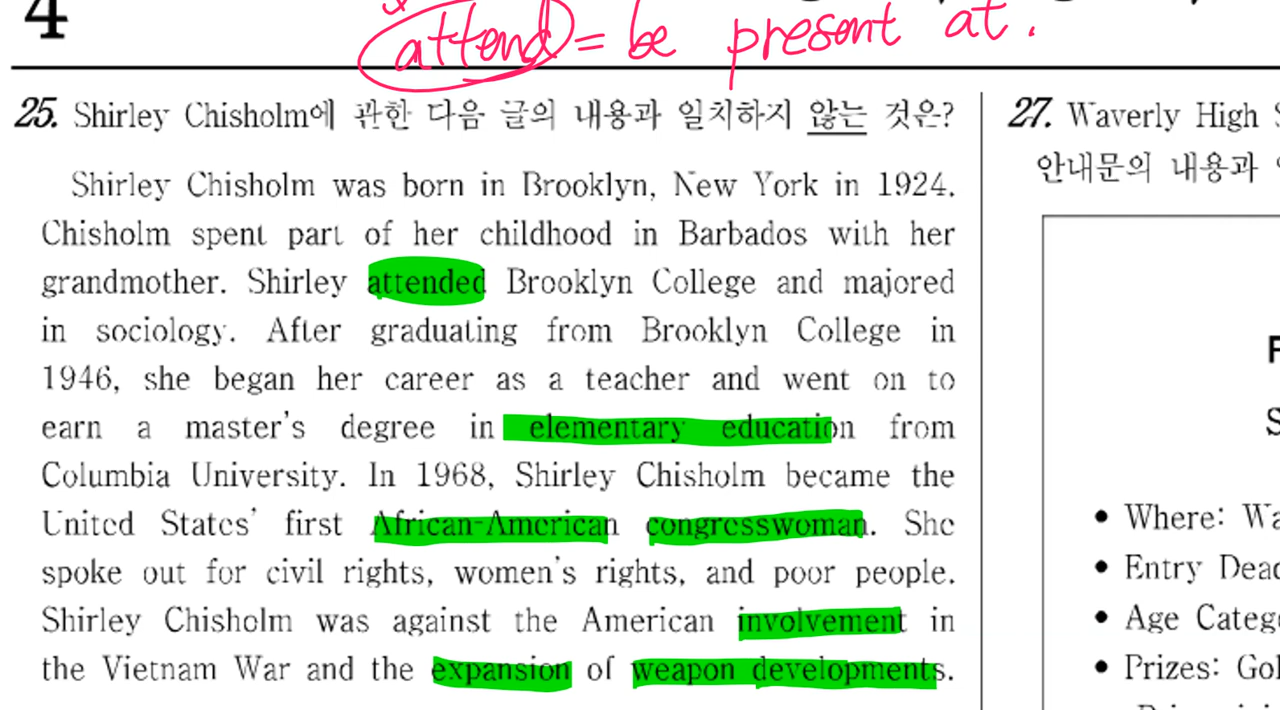 4
attend = be present at.
25. Shirley Chisholm에 관한 다음 글의 내용과 일치하지 않는 것은?
Shirley Chisholm was born in Brooklyn, New York in 1924.
Chisholm spent part of her childhood in Barbados with her
grandmother. Shirley attended Brooklyn College and majored
in sociology. After graduating from Brooklyn College in
1946, she began her career as a teacher and went on to
earn a master's degree in elementary education from
Columbia University. In 1968, Shirley Chisholm became the
United States' first African-American congresswoman. She
spoke out for civil rights, women's rights, and poor people.
Shirley Chisholm was against the American involvement in
the Vietnam War and the expansion of weapon developments.
27. Waverly High
안내문의 내용과
• Where:
• Entry
• Age
• Prizes: